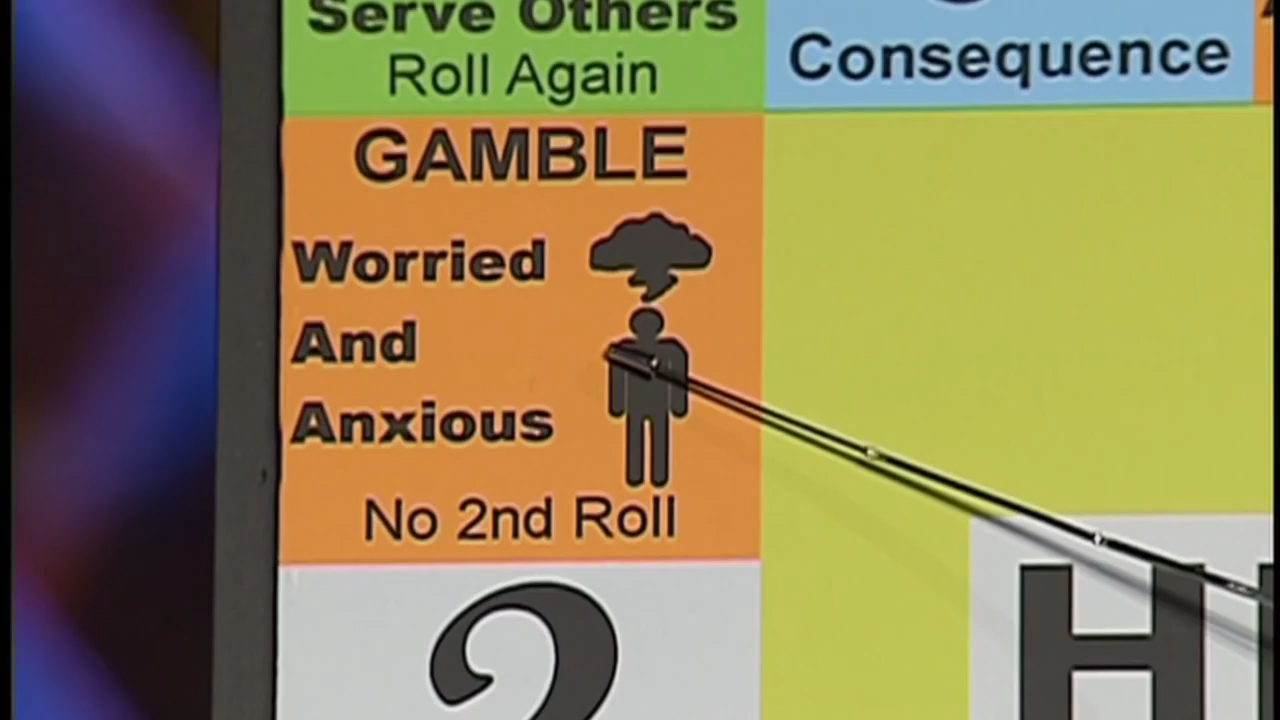 Serve Others
Roll Again
Consequence
GAMBLE
Worried
And
Anxious
No 2nd Roll
?
H